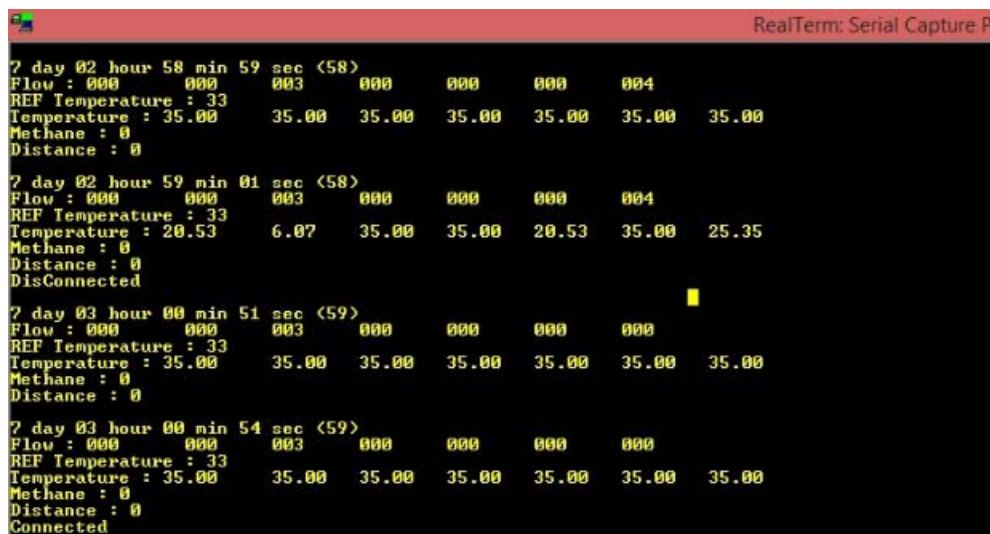 RealTerm: Serial Capture P
7 day 02 hour 58 min 59 sec (58)
Flow : 000 000 003 000 000 000 004
REF Temperature : 33
Temperature : 35.00 35.00 35.00 35.00 35.00 35.00 35.00
Methane : 0
Distance : 0
7 day 02 hour 59 min 01 sec (58)
Flow : 000 000 003 000 000 000 004
REF Temperature : 33
Temperature : 20.53 6.07 35.00 35.00 20.53 35.00 25.35
Methane : 0
Distance : 0
DisConnected
7 day 03 hour 00 min 51 sec (59)
Flow : 000 000 003 000 000 000 000
REF Temperature : 33
Temperature : 35.00 35.00 35.00 35.00 35.00 35.00 35.00
Methane : 0
Distance : 0
7 day 03 hour 00 min 54 sec (59)
Flow : 000 000 003 000 000 000 000
REF Temperature : 33
Temperature : 35.00 35.00 35.00 35.00 35.00 35.00 35.00
Methane : 0
Distance : 0
Connected